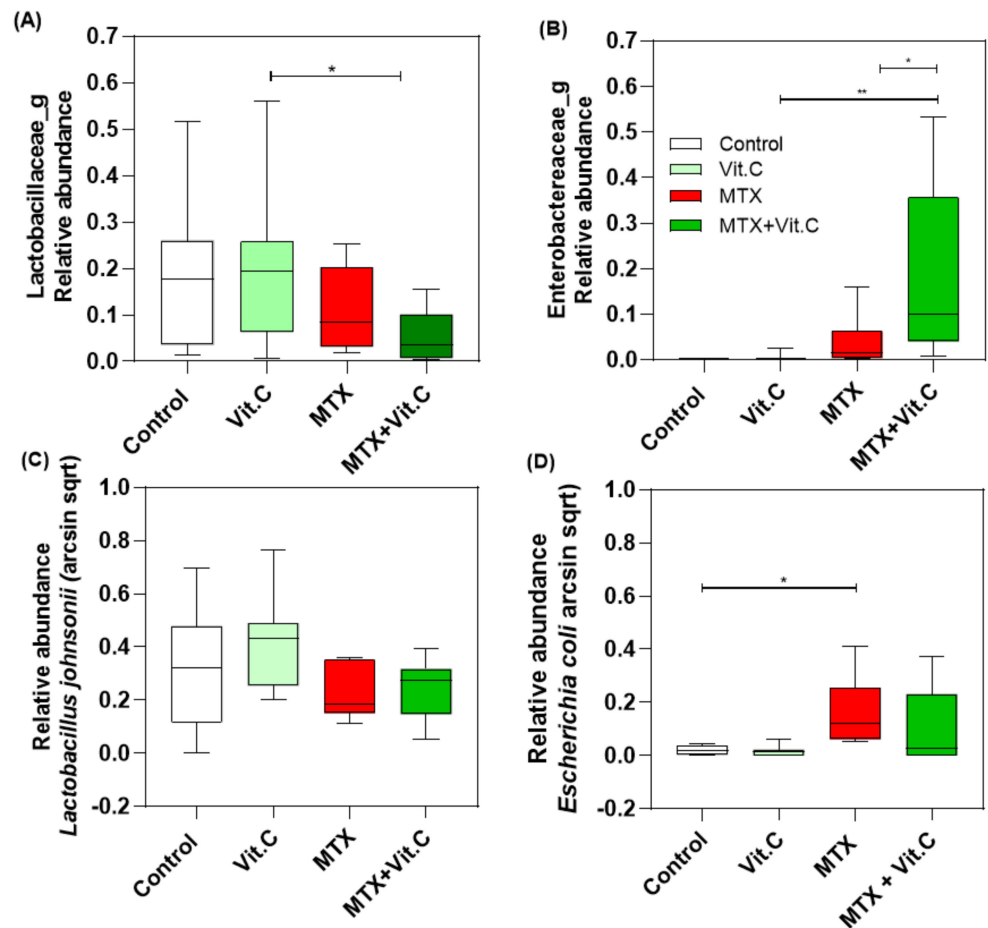 (A)
Lactobacillaceae_g
Relative abundance
0.7
0.6
0.5
0.4
0.3
0.2
0.1
0.0
*
Control
Vit.C
MTX
MTX+Vit.C
(B)
Enterobactereaceae_g
Relative abundance
0.7
0.6
0.5
0.4
0.3
0.2
0.1
0.0
*
**
Control
Vit.C
MTX
MTX+Vit.C
Control
Vit.C
MTX
MTX+Vit.C
(C)
Relative abundance
Lactobacillus johnsonii (arcsin sqrt)
1.0
0.8
0.6
0.4
0.2
0.0
-0.2
Control
Vit.C
MTX
MTX+Vit.C
(D)
Relative abundance
Escherichia coli arcsin sqrt)
1.0
0.8
0.6
0.4
0.2
0.0
-0.2
*
Control
Vit.C
MTX
MTX + Vit.C